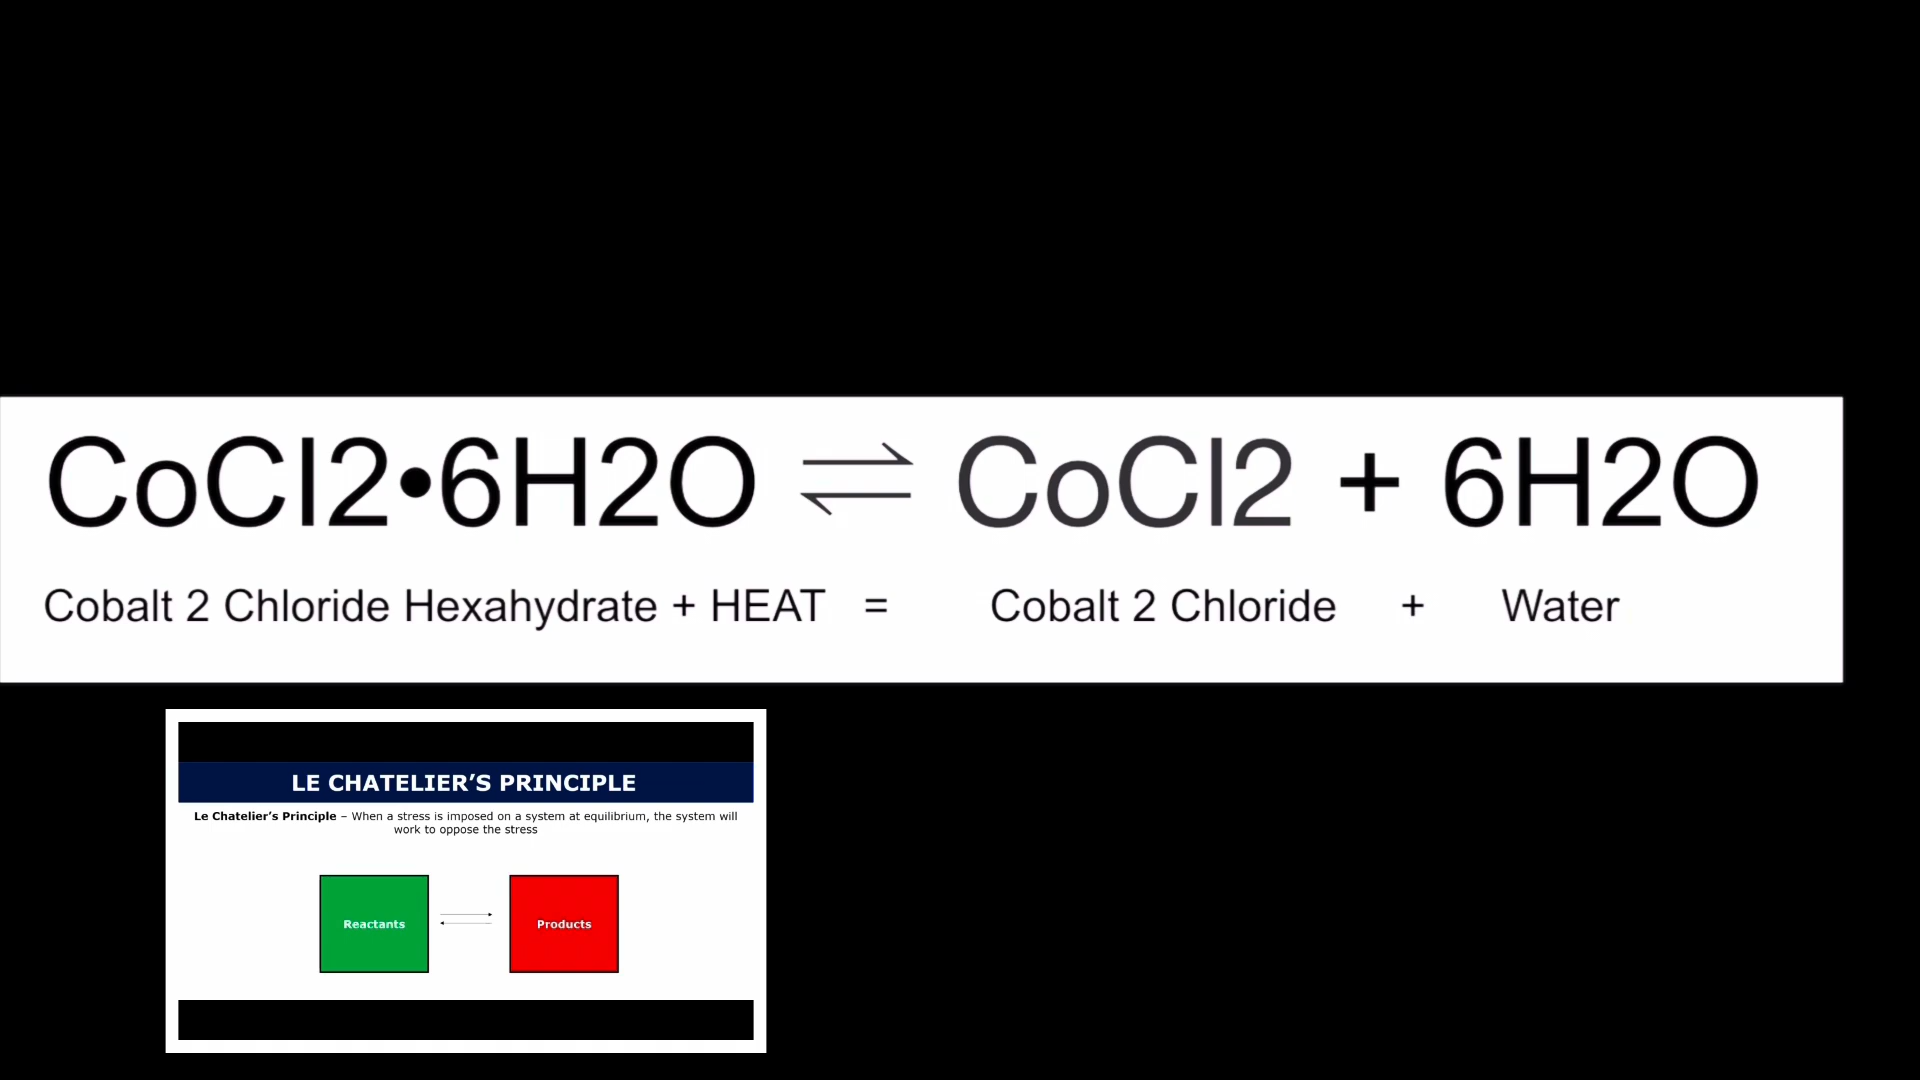 CoCl2•6H2O ⇌ CoCl2 + 6H2O
Cobalt 2 Chloride Hexahydrate + HEAT = Cobalt 2 Chloride + Water
LE CHATELIER’S PRINCIPLE
Le Chatelier’s Principle – When a stress is imposed on a system at equilibrium, the system will
work to oppose the stress
Reactants
Products